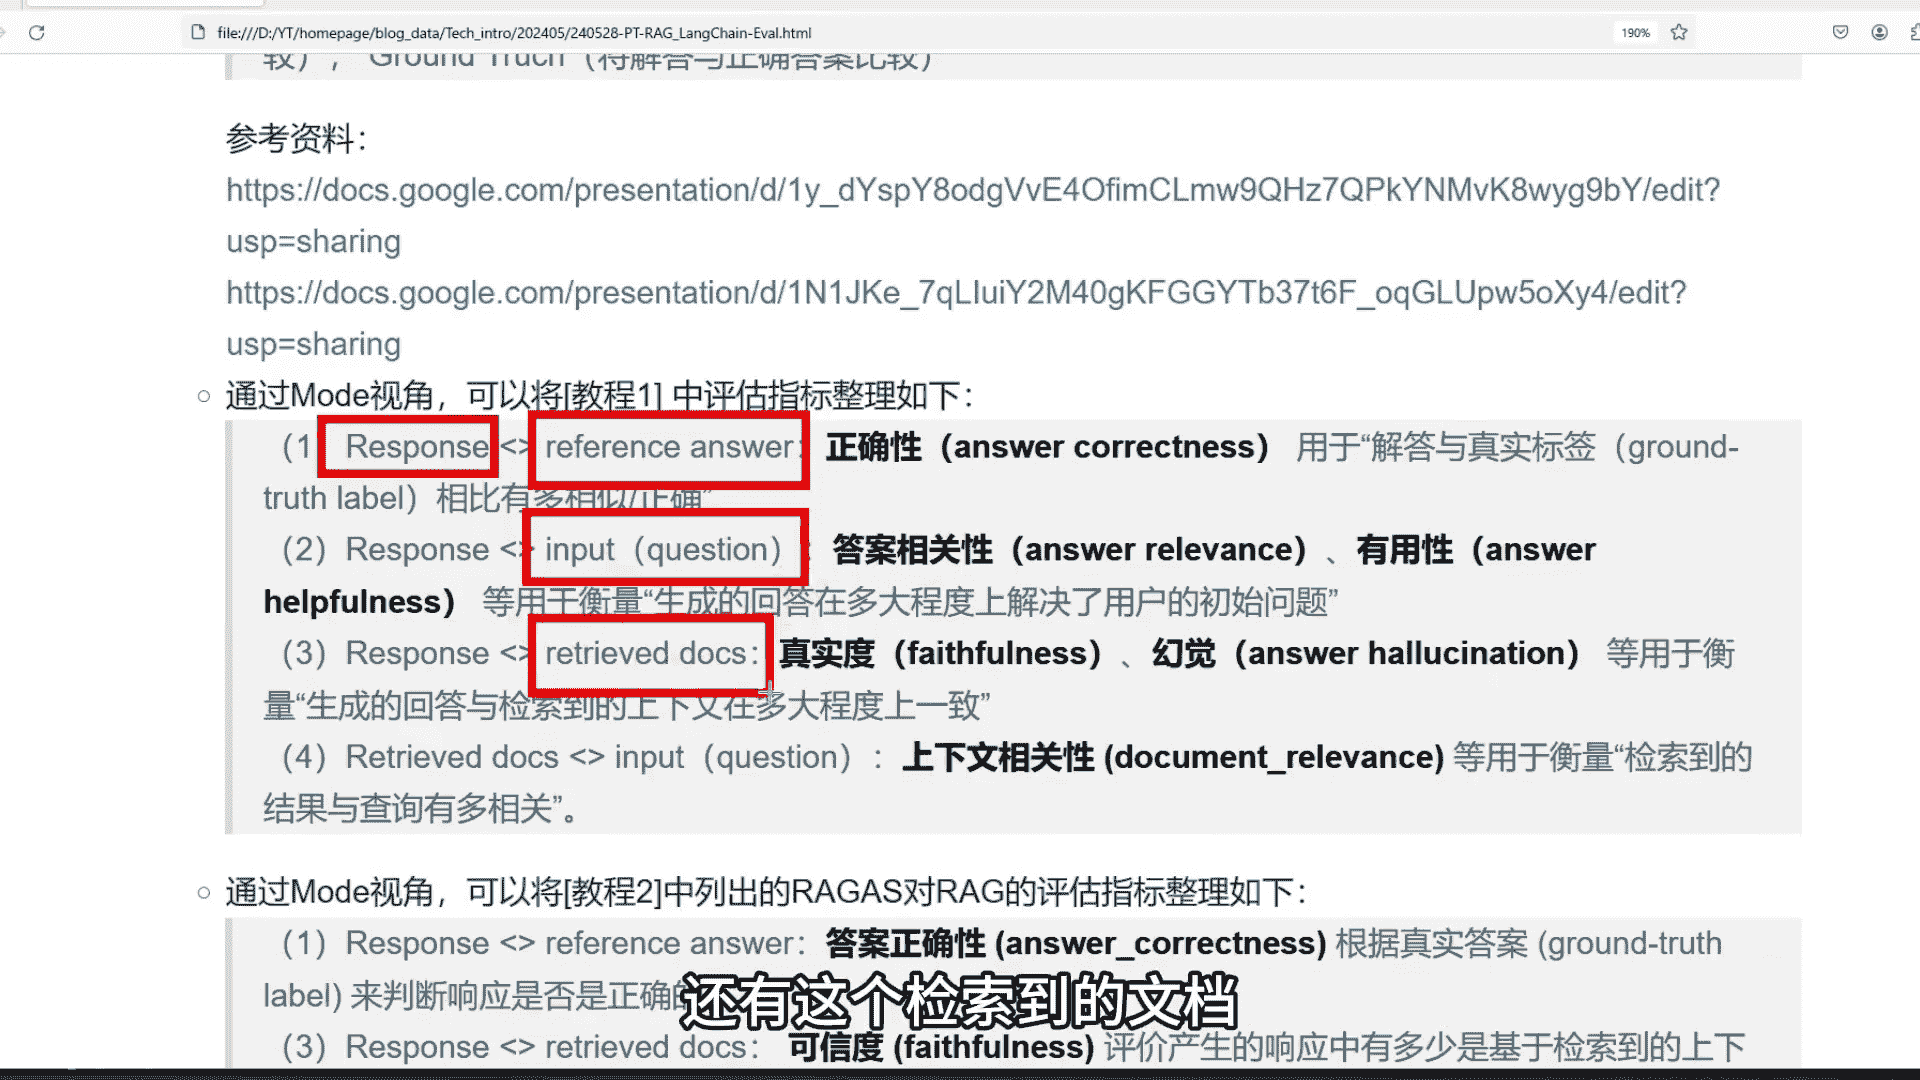 file:///D:/YT/homepage/blog_data/Tech_intro/202405/240528-PT-RAG_LangChain-Eval.html
190%
较），“Ground Truch”（将解答与正确答案比较）
参考资料：
https://docs.google.com/presentation/d/1y_dYspY8odgVvE4OfimCLmw9QHz7QPkYNMvK8wyg9bY/edit?
usp=sharing
https://docs.google.com/presentation/d/1N1JKe_7qLIuiY2M40gKFGGYTb37t6F_oqGLUpw5oXy4/edit?
usp=sharing
通过Mode视角，可以将[教程1] 中评估指标整理如下：
（1 Response <> reference answer：正确性（answer correctness） 用于“解答与真实标签（ground-
truth label）相比有多相似/正确”
（2）Response <> input（question）：答案相关性（answer relevance）、有用性（answer
helpfulness） 等用于衡量“生成的回答在多大程度上解决了用户的初始问题”
（3）Response <> retrieved docs：真实度（faithfulness）、幻觉（answer hallucination） 等用于衡
量“生成的回答与检索到的上下文在多大程度上一致”
（4）Retrieved docs <> input（question）：上下文相关性 (document_relevance) 等用于衡量“检索到的
结果与查询有多相关”。
通过Mode视角，可以将[教程2]中列出的RAGAS对RAG的评估指标整理如下：
（1）Response <> reference answer：答案正确性 (answer_correctness) 根据真实答案 (ground-truth
label) 来判断响应是否是正确的
还有这个检索到的文档
（3）Response <> retrieved docs： 可信度 (faithfulness) 评价产生的响应中有多少是基于检索到的上下